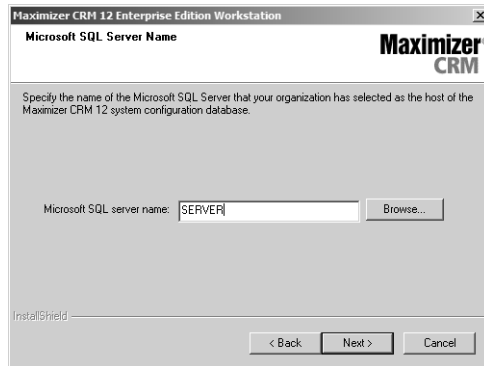 Maximizer CRM 12 Enterprise Edition Workstation
Microsoft SQL Server Name
Maximizer
CRM
Specify the name of the Microsoft SQL Server that your organization has selected as the host of the
Maximizer CRM 12 system configuration database.
Microsoft SQL server name: SERVER Browse...
InstallShield
< Back Next > Cancel